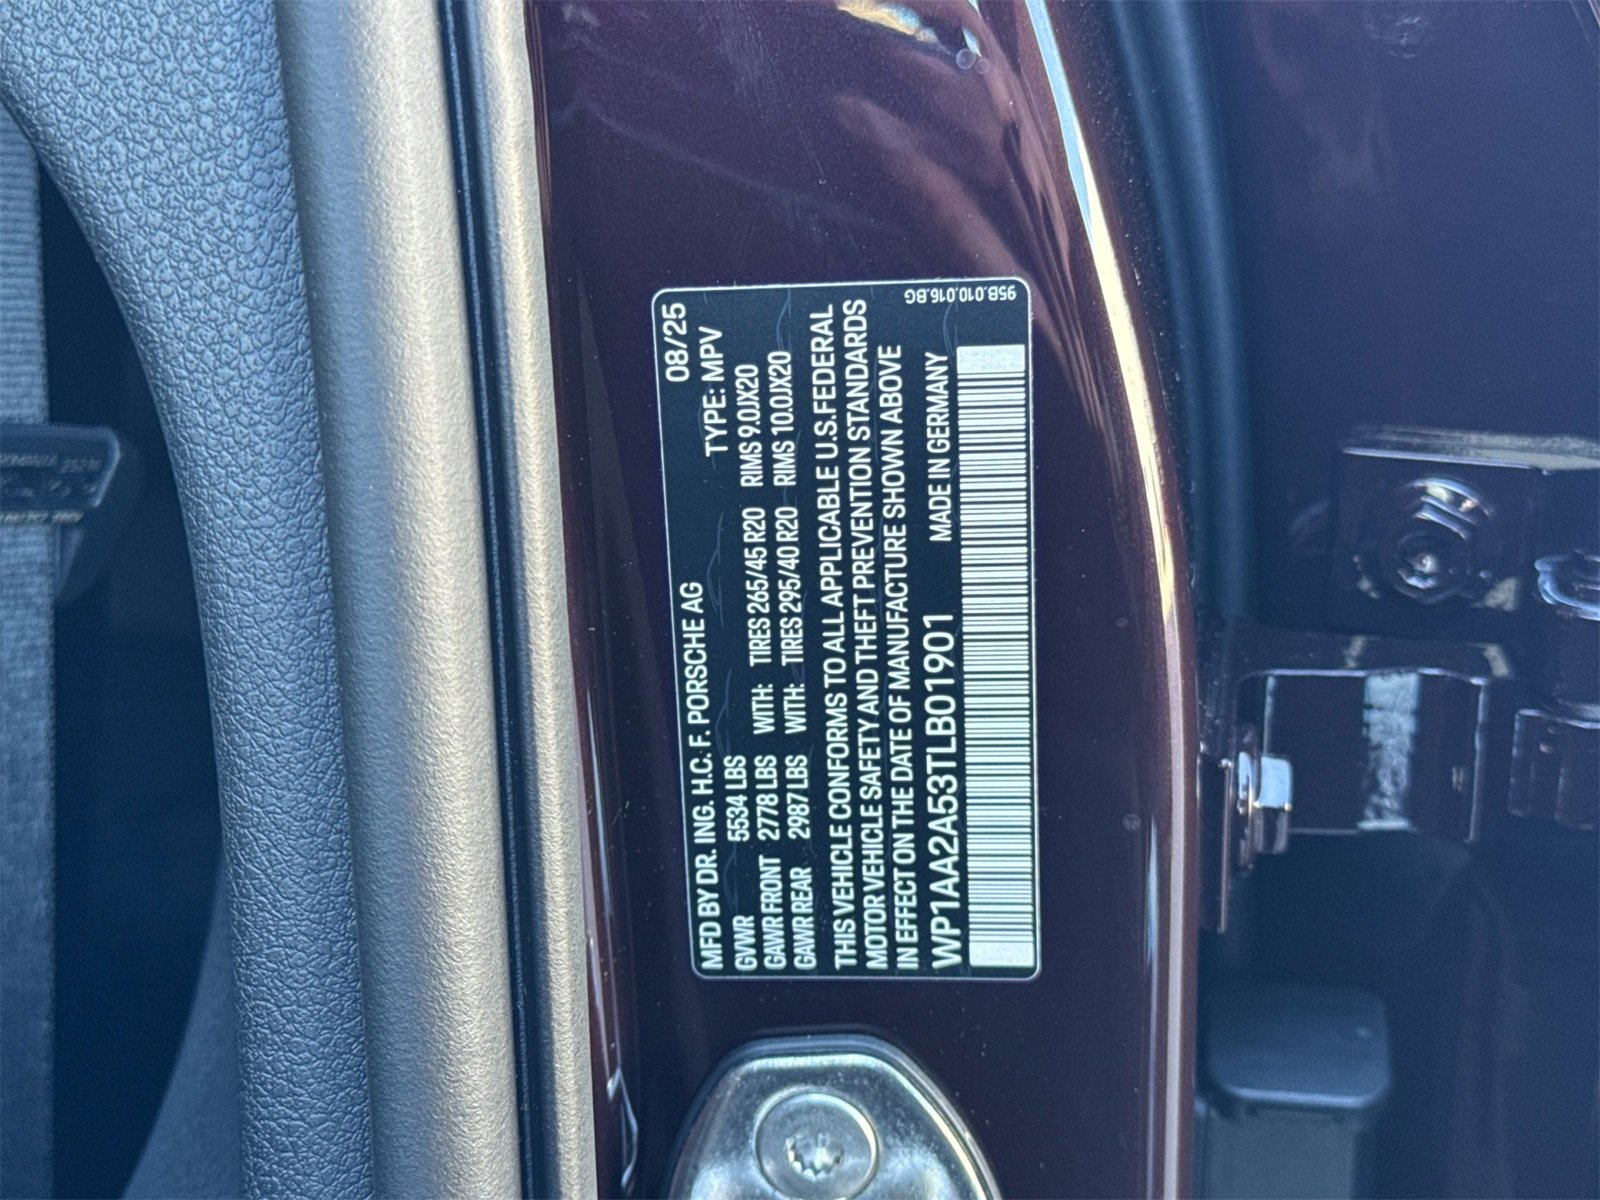 MFD BY DR. ING. H.C. F. PORSCHE AG 08/25
GVWR 5534 LBS TYPE: MPV
GAWR FRONT 2778 LBS WITH: TIRES 265/45 R20 RIMS 9.0JX20
GAWR REAR 2987 LBS WITH: TIRES 295/40 R20 RIMS 10.0JX20
THIS VEHICLE CONFORMS TO ALL APPLICABLE U.S.FEDERAL
MOTOR VEHICLE SAFETY AND THEFT PREVENTION STANDARDS
IN EFFECT ON THE DATE OF MANUFACTURE SHOWN ABOVE
WP1AA2A53TLB01901 MADE IN GERMANY
95B.010.016.BG